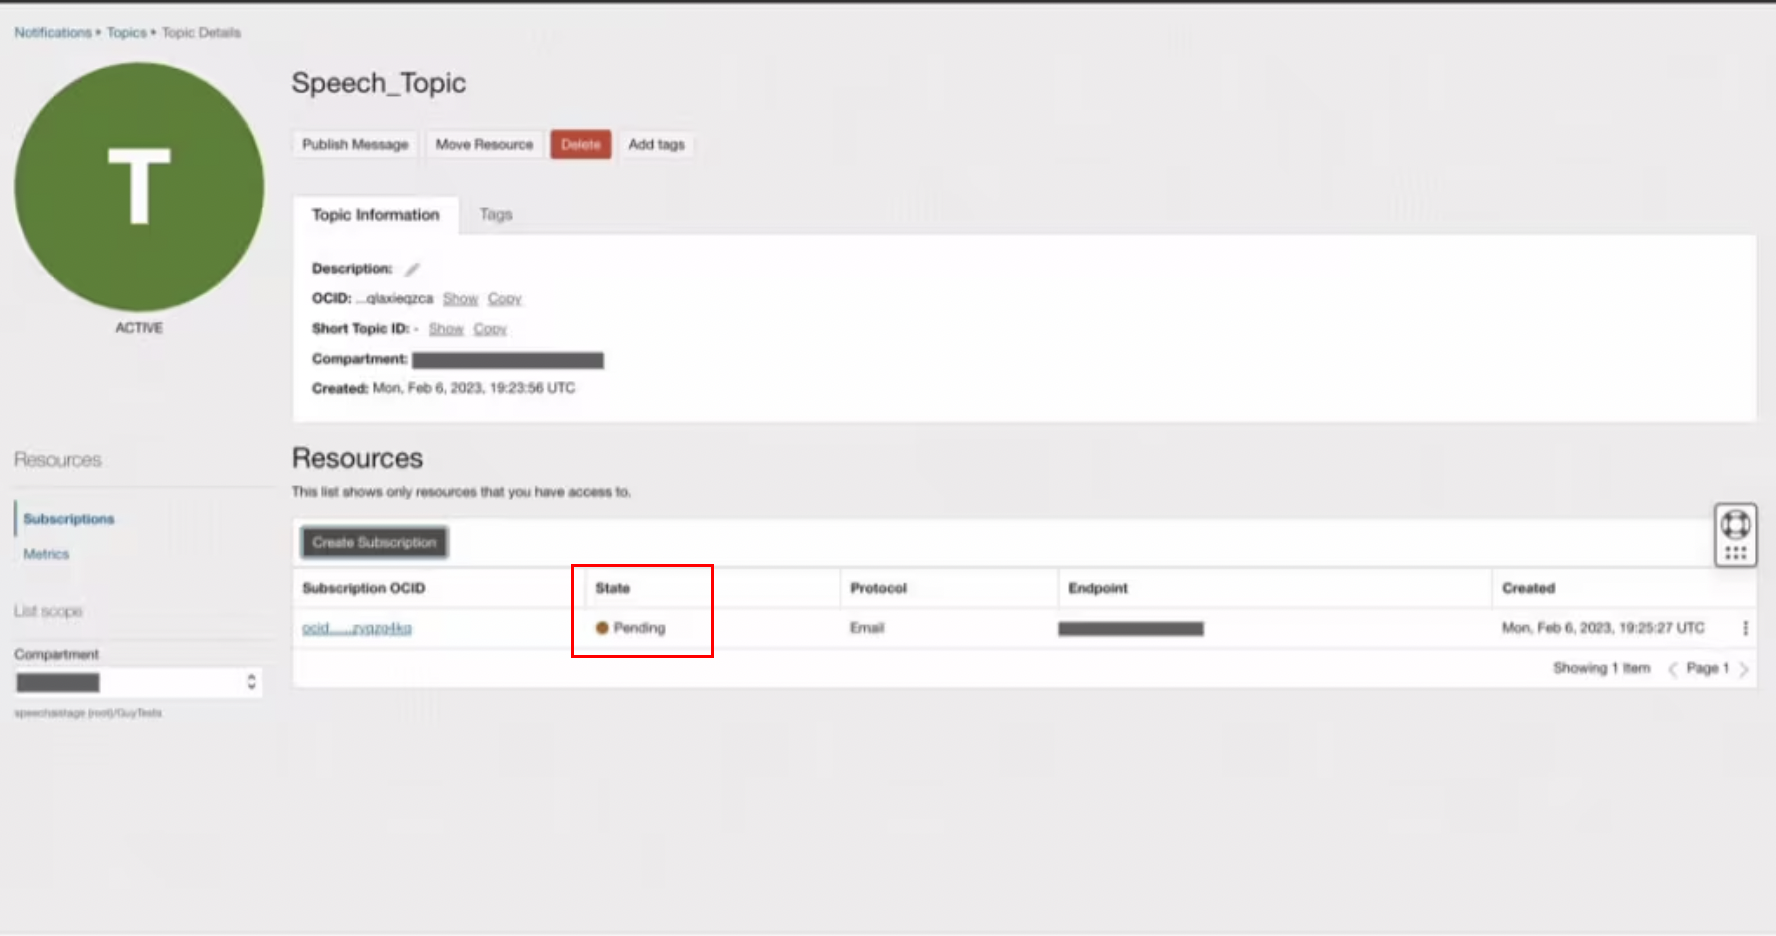 Notifications • Topics • Topic Details
T
ACTIVE
Speech_Topic
Publish Message Move Resource Delete Add tags
Topic Information Tags
Description:
OCID: ...qlaxieqzca Show Copy
Short Topic ID: - Show Copy
Compartment:
Created: Mon, Feb 6, 2023, 19:23:56 UTC
Resources
Subscriptions
Metrics
List scope
Compartment
speechaistage (root)/GuyTests
Resources
This list shows only resources that you have access to.
Create Subscription
Subscription OCID State Protocol Endpoint Created
Pending Email Mon, Feb 6, 2023, 19:25:27 UTC
Showing 1 Item < Page 1 >